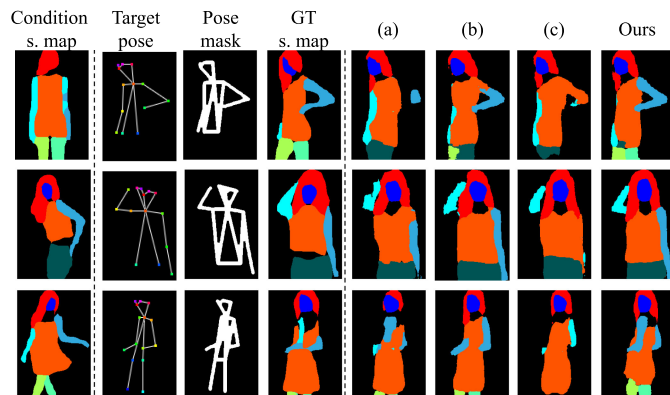 Condition s. map
Target pose
Pose mask
GT s. map
(a)
(b)
(c)
Ours